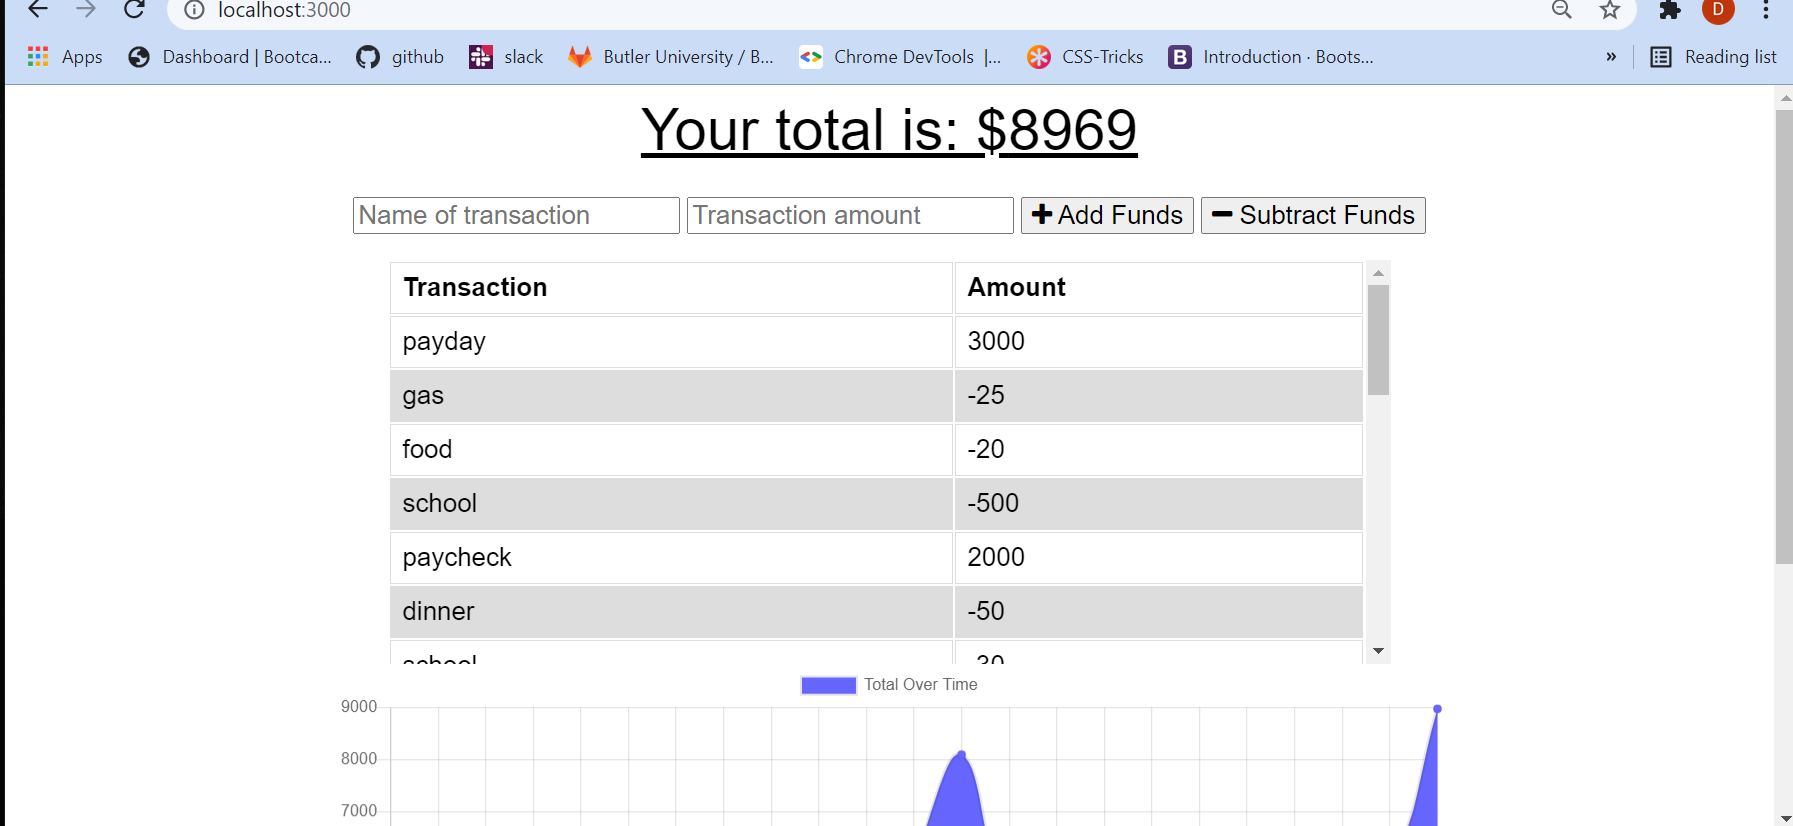 localhost:3000
D
Apps Dashboard | Bootca... github slack Butler University / B... Chrome DevTools |... CSS-Tricks B Introduction · Boots... » Reading list
Your total is: $8969
Name of transaction Transaction amount + Add Funds − Subtract Funds
Transaction Amount
payday 3000
gas -25
food -20
school -500
paycheck 2000
dinner -50
school -30
Total Over Time
9000
8000
7000